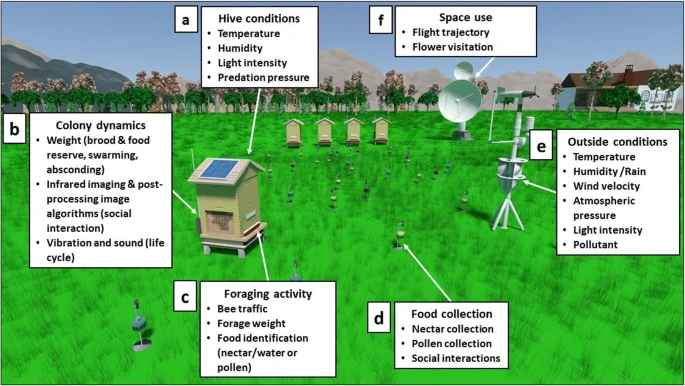 a
Hive conditions
• Temperature
• Humidity
• Light intensity
• Predation pressure
f
Space use
• Flight trajectory
• Flower visitation
b
Colony dynamics
• Weight (brood & food
reserve, swarming,
absconding)
• Infrared imaging & post-
processing image
algorithms (social
interaction)
• Vibration and sound (life
cycle)
e
Outside conditions
• Temperature
• Humidity /Rain
• Wind velocity
• Atmospheric
pressure
• Light intensity
• Pollutant
c
Foraging activity
• Bee traffic
• Forage weight
• Food identification
(nectar/water or
pollen)
d
Food collection
• Nectar collection
• Pollen collection
• Social interactions